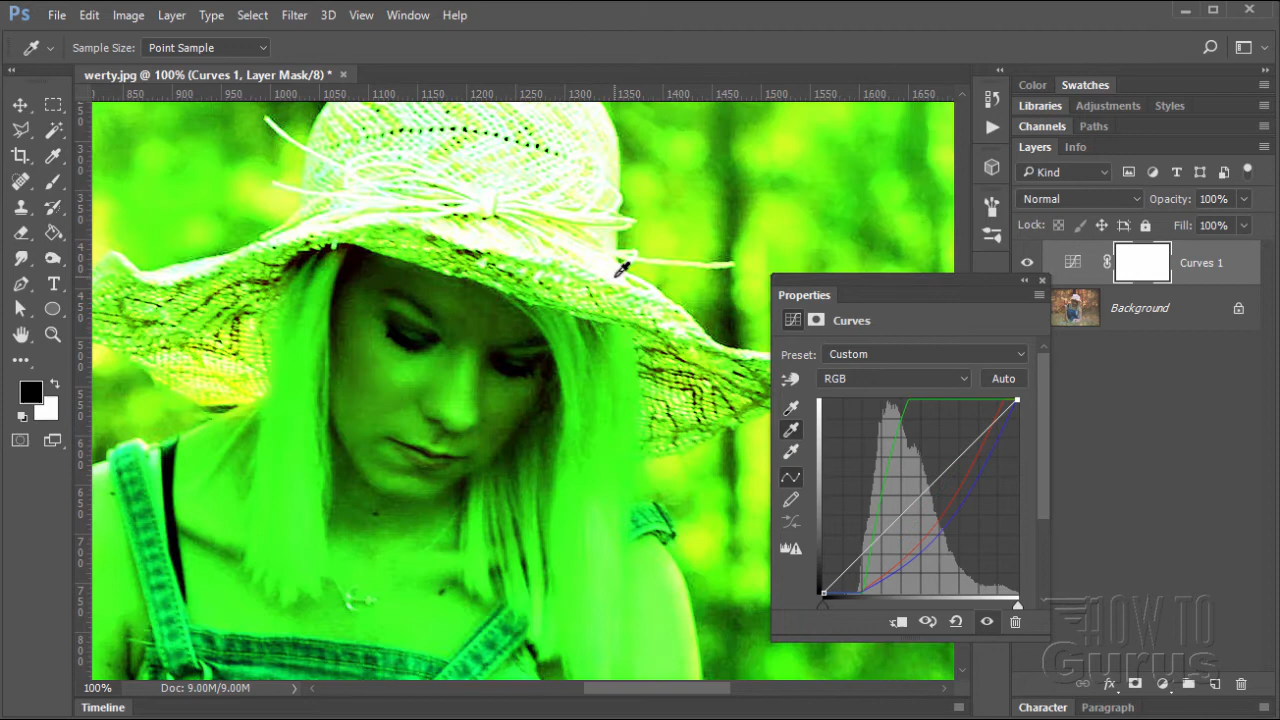 Ps File Edit Image Layer Type Select Filter 3D View Window Help
Sample Size: Point Sample
werty.jpg @ 100% (Curves 1, Layer Mask/8) * ×
850 900 950 1000 1050 1100 1150 1200 1250 1300 1350 1400 1450 1500 1550 1600 1650
Color Swatches
Libraries Adjustments Styles
Channels Paths
Layers Info
Kind
Normal Opacity: 100%
Lock: Fill: 100%
Curves 1
Background
Properties
Curves
Preset: Custom
RGB Auto
HOW TO
Gurus
100% Doc: 9.00M/9.00M
Timeline
Character Paragraph